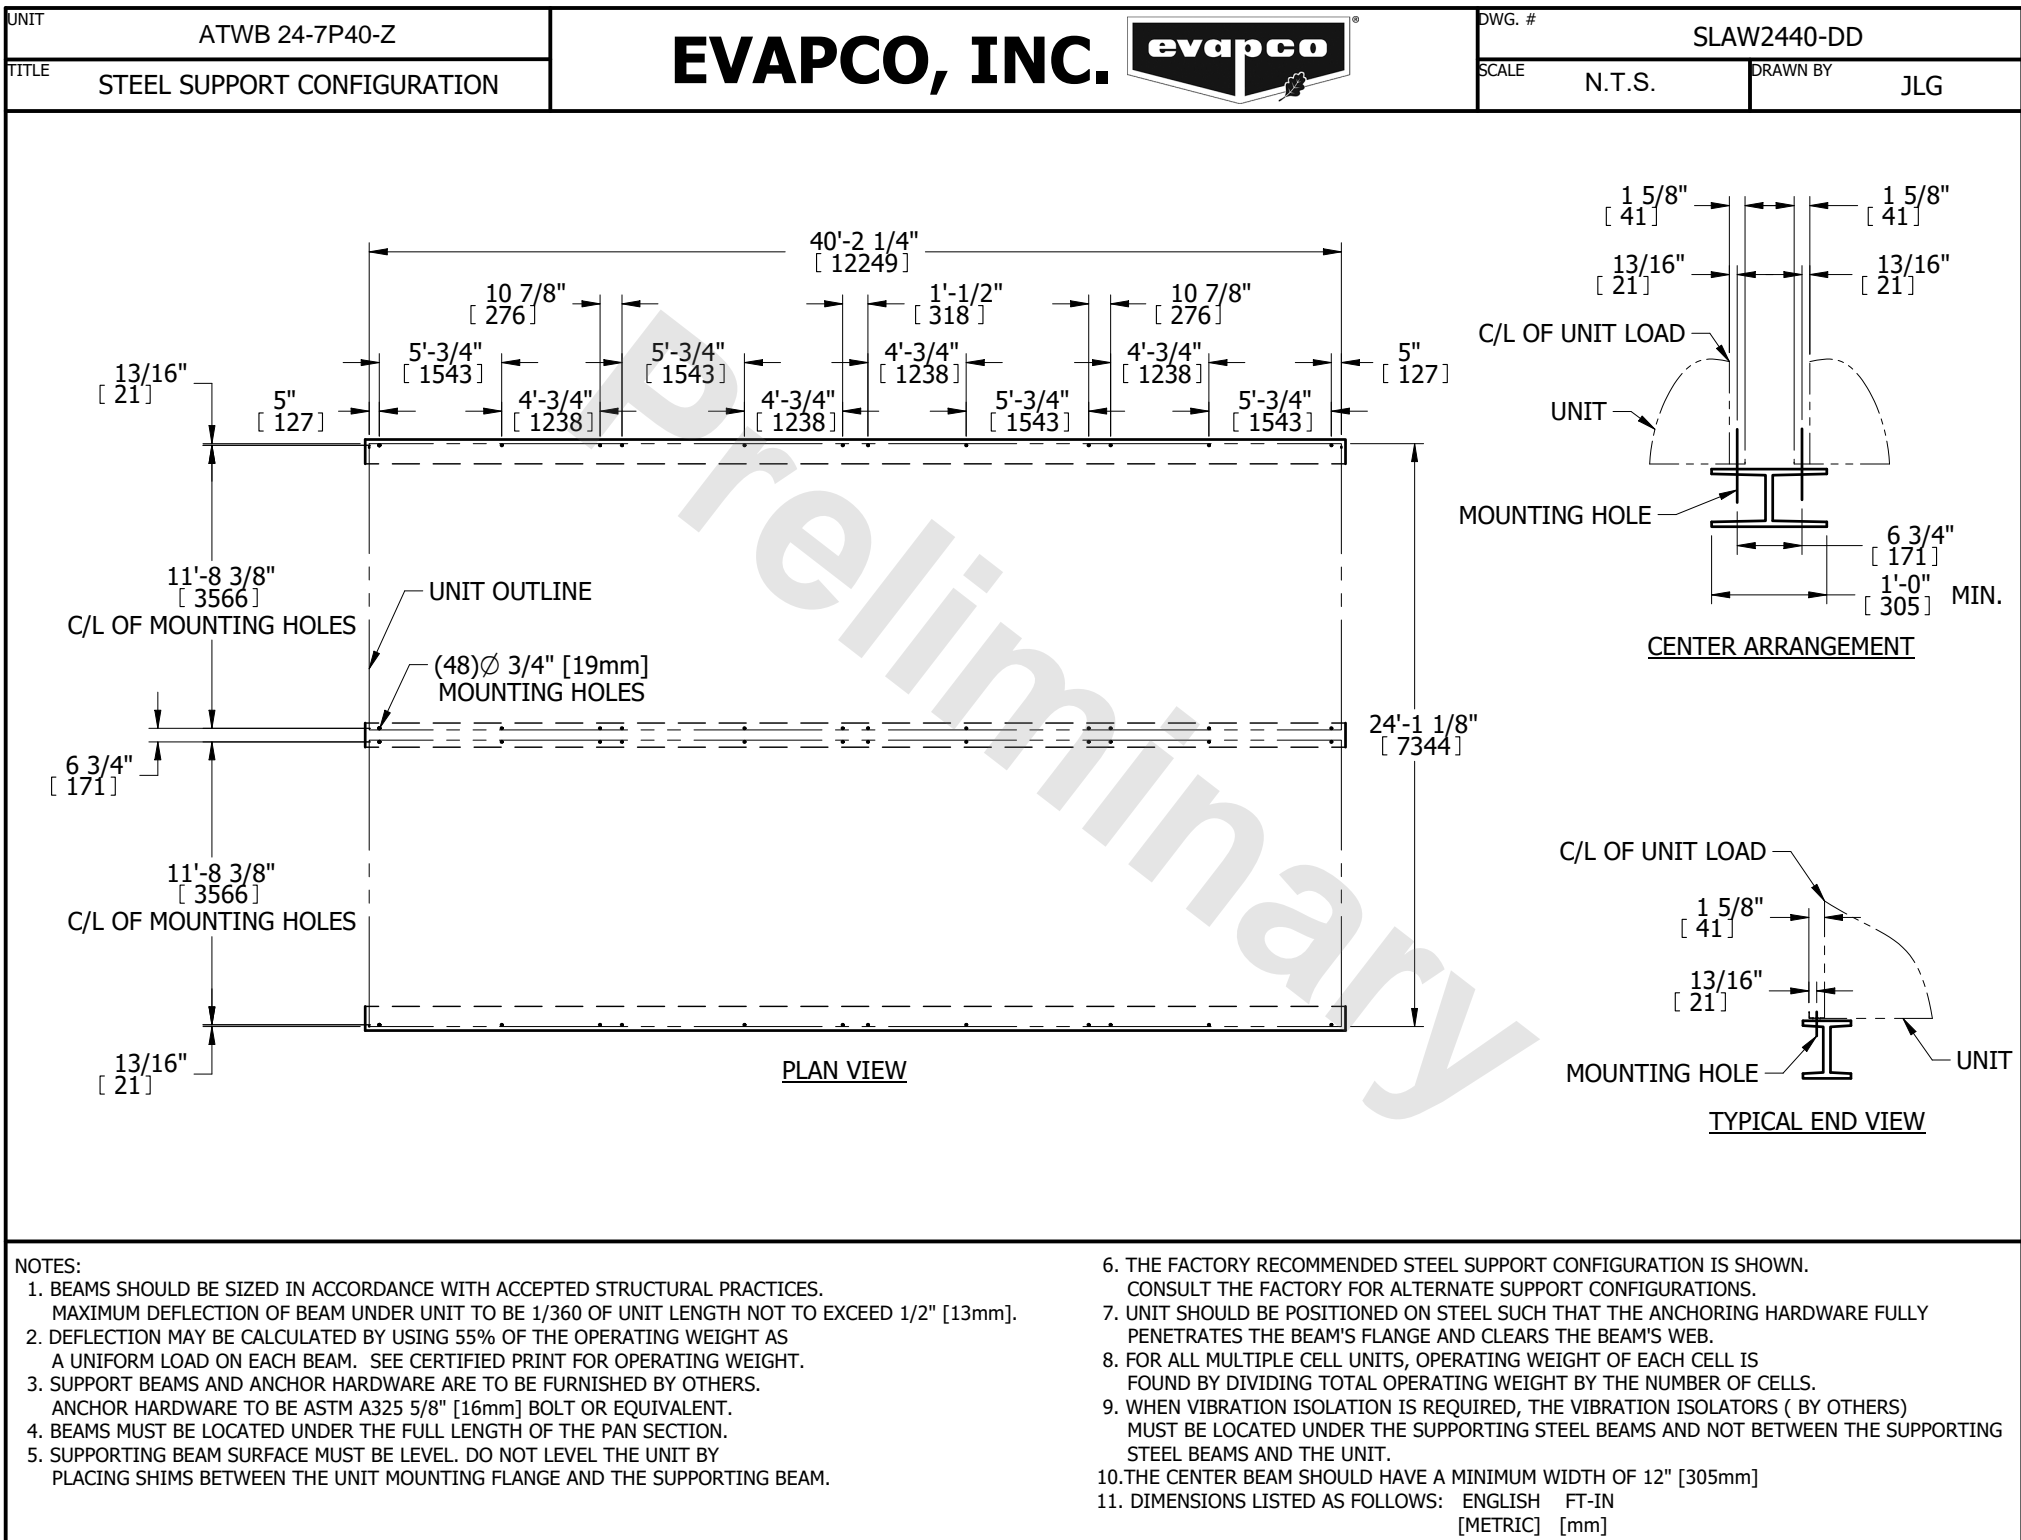 UNIT
ATWB 24-7P40-Z
TITLE
STEEL SUPPORT CONFIGURATION
EVAPCO, INC.
evapco®
DWG. #
SLAW2440-DD
SCALE
N.T.S.
DRAWN BY
JLG
40'-2 1/4"
[ 12249]
10 7/8"
[ 276]
1'-1/2"
[ 318 ]
10 7/8"
[ 276]
5'-3/4"
[ 1543]
5'-3/4"
[ 1543]
4'-3/4"
[ 1238]
4'-3/4"
[ 1238]
5"
[ 127]
13/16"
[ 21]
5"
[ 127]
4'-3/4"
[ 1238]
4'-3/4"
[ 1238]
5'-3/4"
[ 1543]
5'-3/4"
[ 1543]
11'-8 3/8"
[ 3566]
C/L OF MOUNTING HOLES
UNIT OUTLINE
(48)Ø 3/4" [19mm]
MOUNTING HOLES
6 3/4"
[ 171]
24'-1 1/8"
[ 7344]
11'-8 3/8"
[ 3566]
C/L OF MOUNTING HOLES
13/16"
[ 21]
PLAN VIEW
Preliminary
1 5/8"
[ 41]
1 5/8"
[ 41]
13/16"
[ 21]
13/16"
[ 21]
C/L OF UNIT LOAD
UNIT
MOUNTING HOLE
6 3/4"
[ 171]
1'-0"
[ 305] MIN.
CENTER ARRANGEMENT
C/L OF UNIT LOAD
1 5/8"
[ 41]
13/16"
[ 21]
MOUNTING HOLE
UNIT
TYPICAL END VIEW
NOTES:
1. BEAMS SHOULD BE SIZED IN ACCORDANCE WITH ACCEPTED STRUCTURAL PRACTICES.
MAXIMUM DEFLECTION OF BEAM UNDER UNIT TO BE 1/360 OF UNIT LENGTH NOT TO EXCEED 1/2" [13mm].
2. DEFLECTION MAY BE CALCULATED BY USING 55% OF THE OPERATING WEIGHT AS
A UNIFORM LOAD ON EACH BEAM. SEE CERTIFIED PRINT FOR OPERATING WEIGHT.
3. SUPPORT BEAMS AND ANCHOR HARDWARE ARE TO BE FURNISHED BY OTHERS.
ANCHOR HARDWARE TO BE ASTM A325 5/8" [16mm] BOLT OR EQUIVALENT.
4. BEAMS MUST BE LOCATED UNDER THE FULL LENGTH OF THE PAN SECTION.
5. SUPPORTING BEAM SURFACE MUST BE LEVEL. DO NOT LEVEL THE UNIT BY
PLACING SHIMS BETWEEN THE UNIT MOUNTING FLANGE AND THE SUPPORTING BEAM.
6. THE FACTORY RECOMMENDED STEEL SUPPORT CONFIGURATION IS SHOWN.
CONSULT THE FACTORY FOR ALTERNATE SUPPORT CONFIGURATIONS.
7. UNIT SHOULD BE POSITIONED ON STEEL SUCH THAT THE ANCHORING HARDWARE FULLY
PENETRATES THE BEAM'S FLANGE AND CLEARS THE BEAM'S WEB.
8. FOR ALL MULTIPLE CELL UNITS, OPERATING WEIGHT OF EACH CELL IS
FOUND BY DIVIDING TOTAL OPERATING WEIGHT BY THE NUMBER OF CELLS.
9. WHEN VIBRATION ISOLATION IS REQUIRED, THE VIBRATION ISOLATORS ( BY OTHERS)
MUST BE LOCATED UNDER THE SUPPORTING STEEL BEAMS AND NOT BETWEEN THE SUPPORTING
STEEL BEAMS AND THE UNIT.
10.THE CENTER BEAM SHOULD HAVE A MINIMUM WIDTH OF 12" [305mm]
11. DIMENSIONS LISTED AS FOLLOWS: ENGLISH FT-IN
[METRIC] [mm]